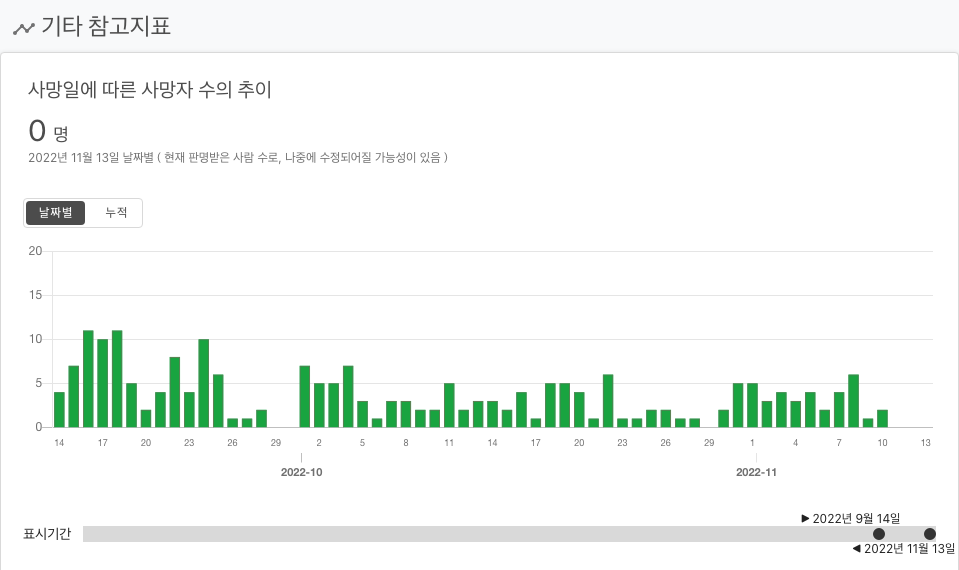 기타 참고지표
사망일에 따른 사망자 수의 추이
0 명
2022년 11월 13일 날짜별 ( 현재 판명받은 사람 수로, 나중에 수정되어질 가능성이 있음 )
날짜별 누적
20
15
10
5
0
14 17 20 23 26 29 2 5 8 11 14 17 20 23 26 29 1 4 7 10 13
2022-10 2022-11
▶ 2022년 9월 14일
표시기간
◀ 2022년 11월 13일